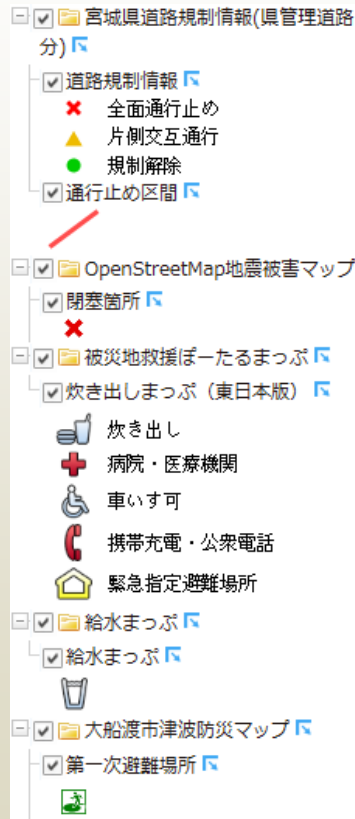 宮城県道路規制情報(県管理道路
分)
道路規制情報
全面通行止め
片側交互通行
規制解除
通行止め区間
OpenStreetMap地震被害マップ
閉塞箇所
被災地救援ぽーたるまっぷ
炊き出しまっぷ（東日本版）
炊き出し
病院・医療機関
車いす可
携帯充電・公衆電話
緊急指定避難場所
給水まっぷ
給水まっぷ
大船渡市津波防災マップ
第一次避難場所